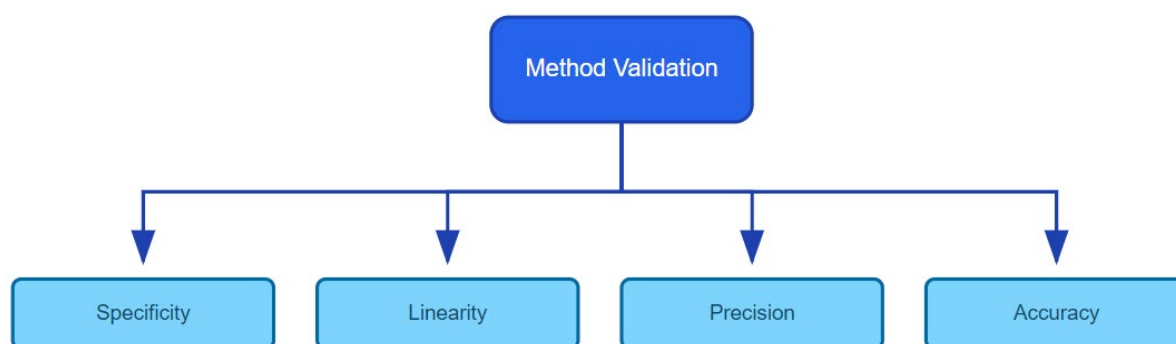 Method Validation
Specificity
Linearity
Precision
Accuracy